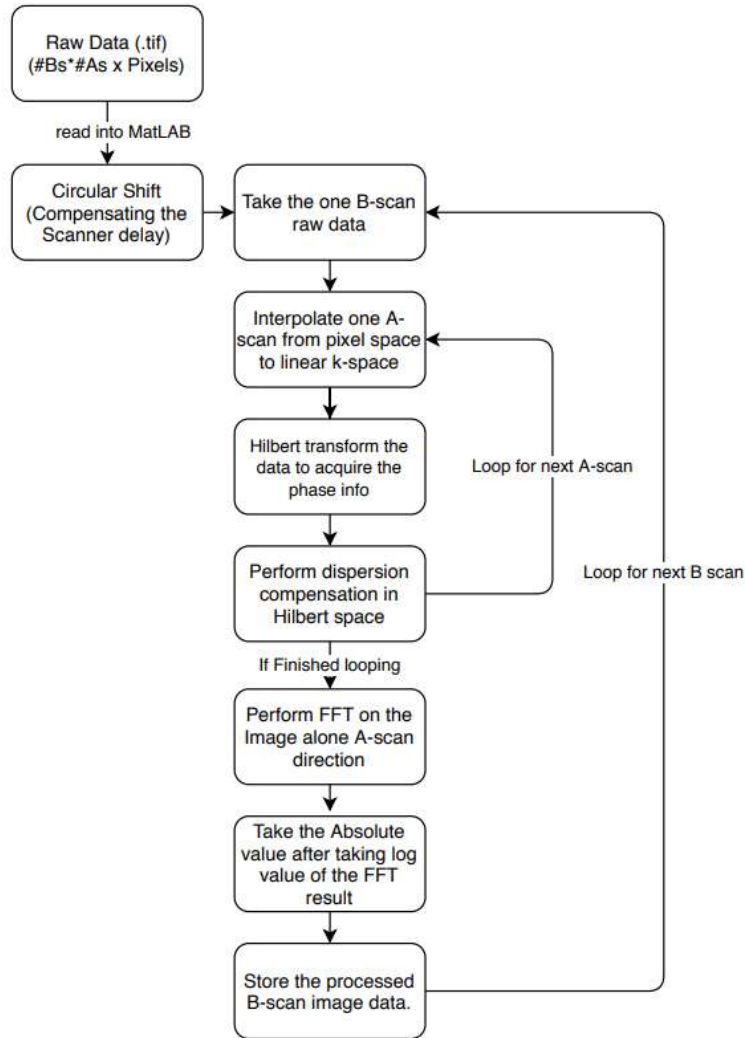 Raw Data (.tif)
(#Bs*#As x Pixels)
read into MatLAB
Circular Shift
(Compensating the
Scanner delay)
Take the one B-scan
raw data
Interpolate one A-
scan from pixel space
to linear k-space
Hilbert transform the
data to acquire the
phase info
Loop for next A-scan
Perform dispersion
compensation in
Hilbert space
Loop for next B scan
If Finished looping
Perform FFT on the
Image alone A-scan
direction
Take the Absolute
value after taking log
value of the FFT
result
Store the processed
B-scan image data.